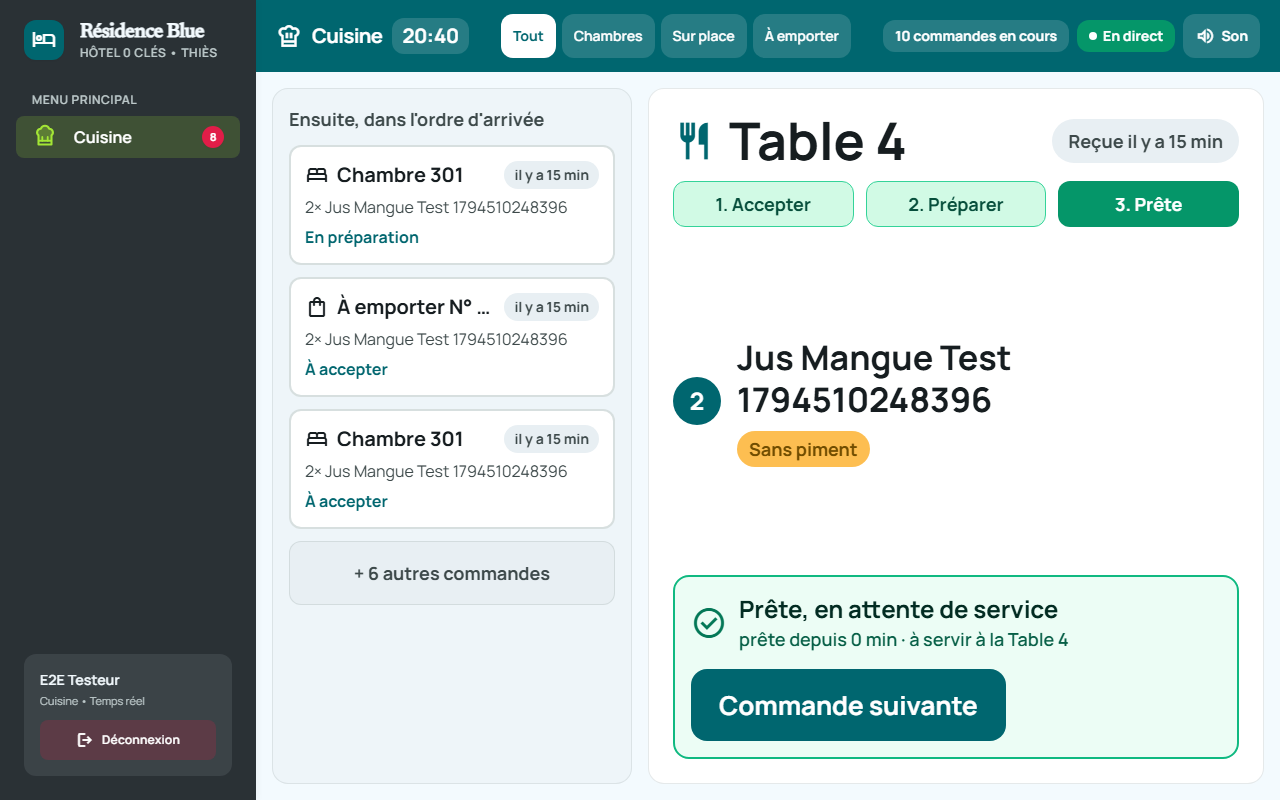 Résidence Blue
HÔTEL 0 CLÉS • THIÈS
MENU PRINCIPAL
Cuisine
8
E2E Testeur
Cuisine • Temps réel
Déconnexion
Cuisine
20:40
Tout
Chambres
Sur place
À emporter
10 commandes en cours
En direct
Son
Ensuite, dans l'ordre d'arrivée
Chambre 301
il y a 15 min
2× Jus Mangue Test 1794510248396
En préparation
À emporter N° ...
il y a 15 min
2× Jus Mangue Test 1794510248396
À accepter
Chambre 301
il y a 15 min
2× Jus Mangue Test 1794510248396
À accepter
+ 6 autres commandes
Table 4
Reçue il y a 15 min
1. Accepter
2. Préparer
3. Prête
2
Jus Mangue Test
1794510248396
Sans piment
Prête, en attente de service
prête depuis 0 min · à servir à la Table 4
Commande suivante